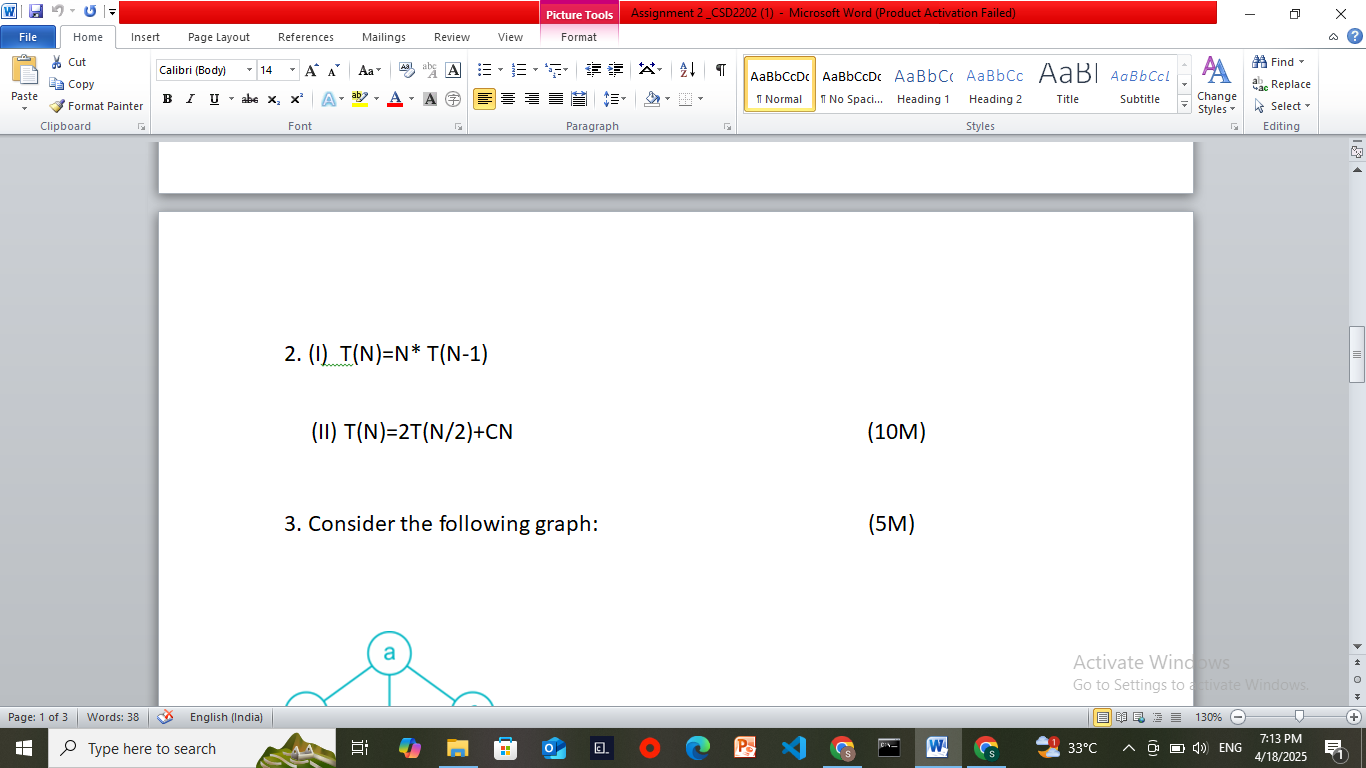 Picture Tools
Assignment 2 _CSD2202 (1) - Microsoft Word (Product Activation Failed)
File Home Insert Page Layout References Mailings Review View Format
Paste
Cut
Copy
Format Painter
Clipboard
Calibri (Body) 14
Font
Paragraph
AaBbCcDc
¶ Normal
AaBbCcDc
¶ No Spaci...
AaBbCc
Heading 1
AaBbCc
Heading 2
AaBl
Title
AaBbCcL
Subtitle
Change
Styles
Styles
Find
Replace
Select
Editing
2. (I) T(N)=N* T(N-1)
(II) T(N)=2T(N/2)+CN (10M)
3. Consider the following graph: (5M)
a
Activate Windows
Go to Settings to activate Windows.
Page: 1 of 3 Words: 38 English (India) 130%
Type here to search
33°C ENG
7:13 PM
4/18/2025